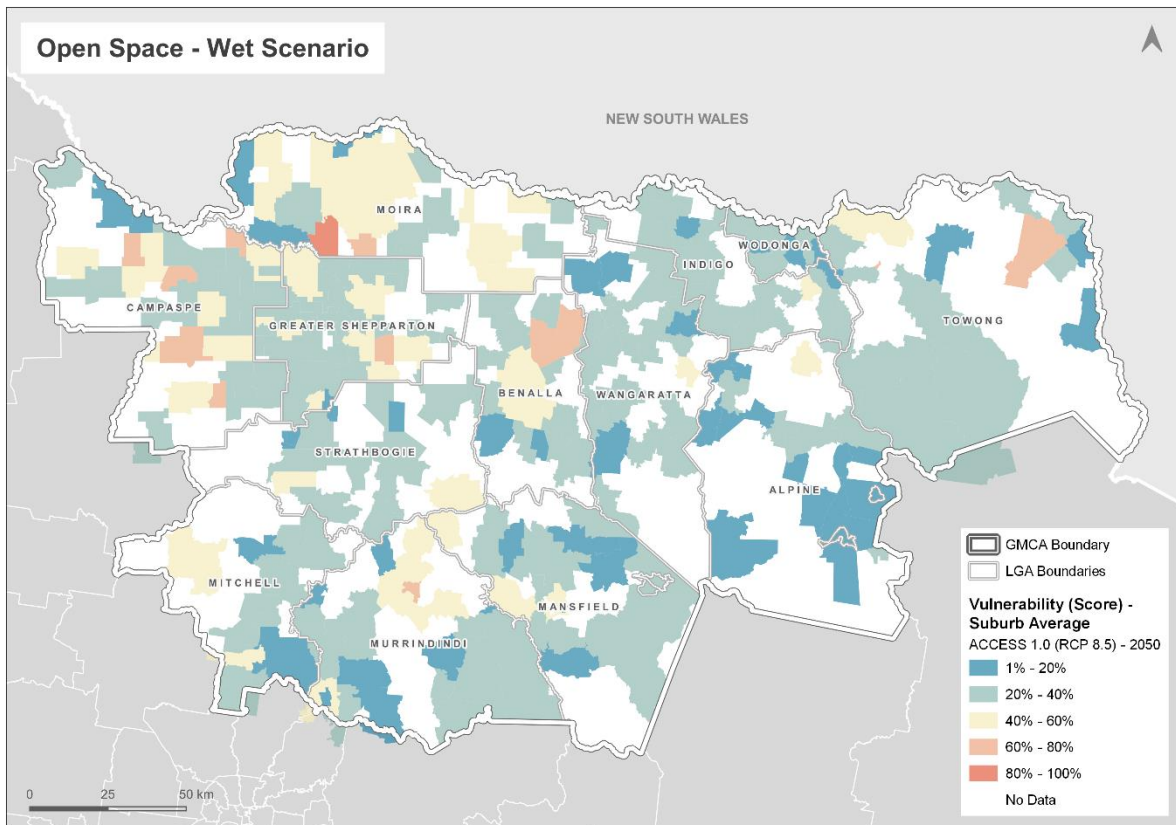 Open Space - Wet Scenario
NEW SOUTH WALES
MOIRA
WODONGA
INDIGO
CAMPASPE
GREATER SHEPPARTON
TOWONG
BENALLA
WANGARATTA
STRATHBOGIE
ALPINE
MITCHELL
MANSFIELD
MURRINDINDI
GMCA Boundary
LGA Boundaries
Vulnerability (Score) -
Suburb Average
ACCESS 1.0 (RCP 8.5) - 2050
1% - 20%
20% - 40%
40% - 60%
60% - 80%
80% - 100%
No Data
0 25 50 km